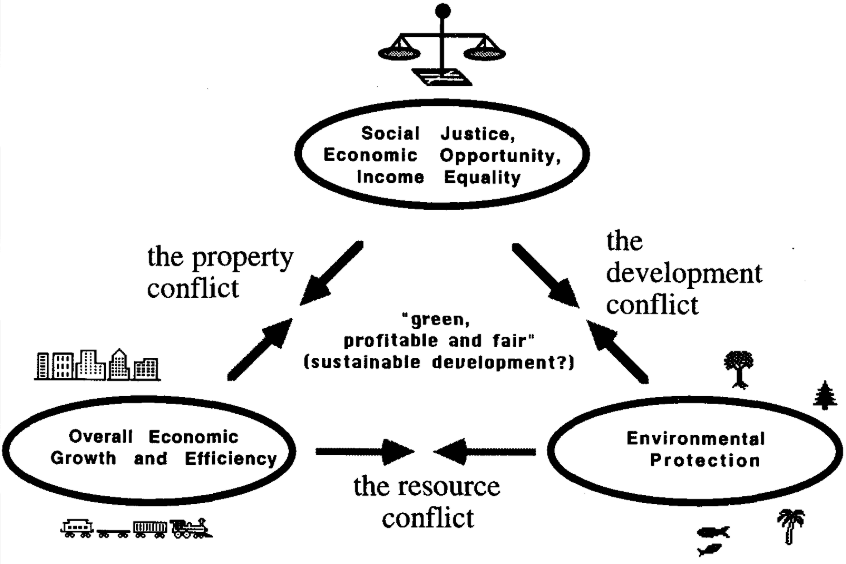 Social Justice,
Economic Opportunity,
Income Equality
the property
conflict
the
development
conflict
"green,
profitable and fair"
(sustainable development?)
Overall Economic
Growth and Efficiency
Environmental
Protection
the resource
conflict